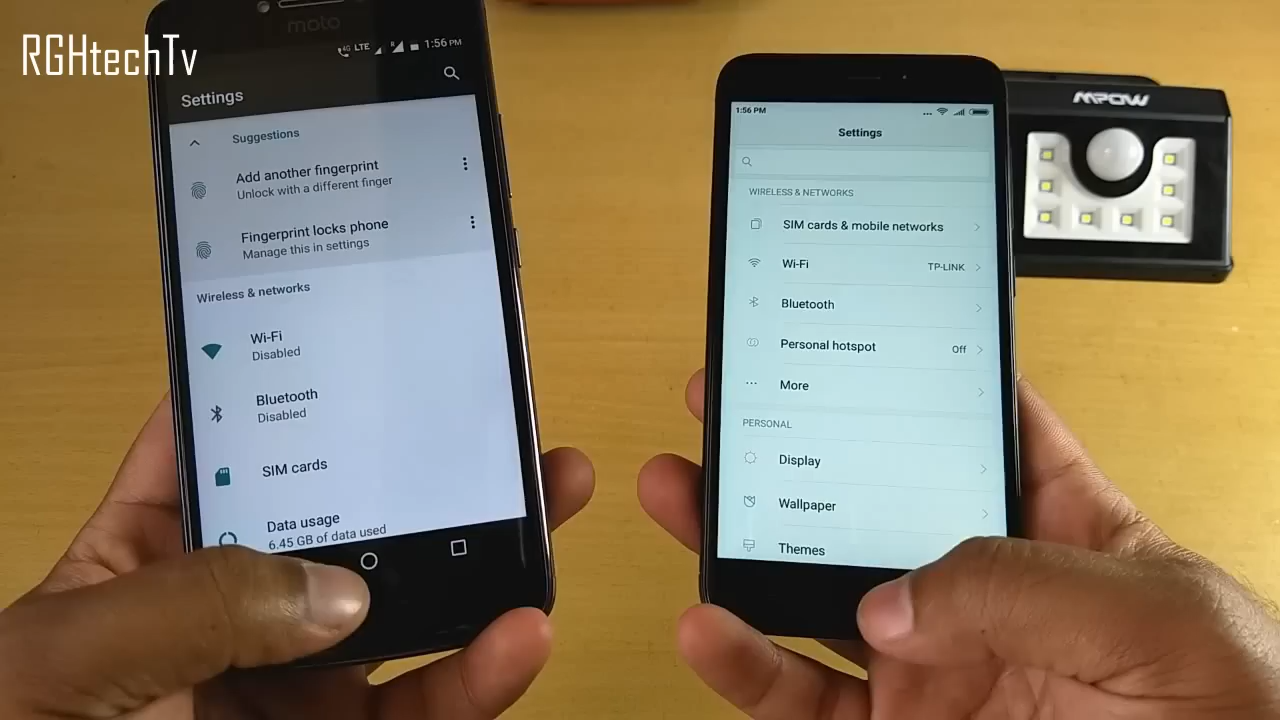 RGHtechTv
moto
4G LTE R 1:56 PM
Settings
Suggestions
Add another fingerprint
Unlock with a different finger
Fingerprint locks phone
Manage this in settings
Wireless & networks
Wi-Fi
Disabled
Bluetooth
Disabled
SIM cards
Data usage
6.45 GB of data used
1:56 PM
Settings
WIRELESS & NETWORKS
SIM cards & mobile networks
Wi-Fi TP-LINK
Bluetooth
Personal hotspot Off
More
PERSONAL
Display
Wallpaper
Themes
MPOW